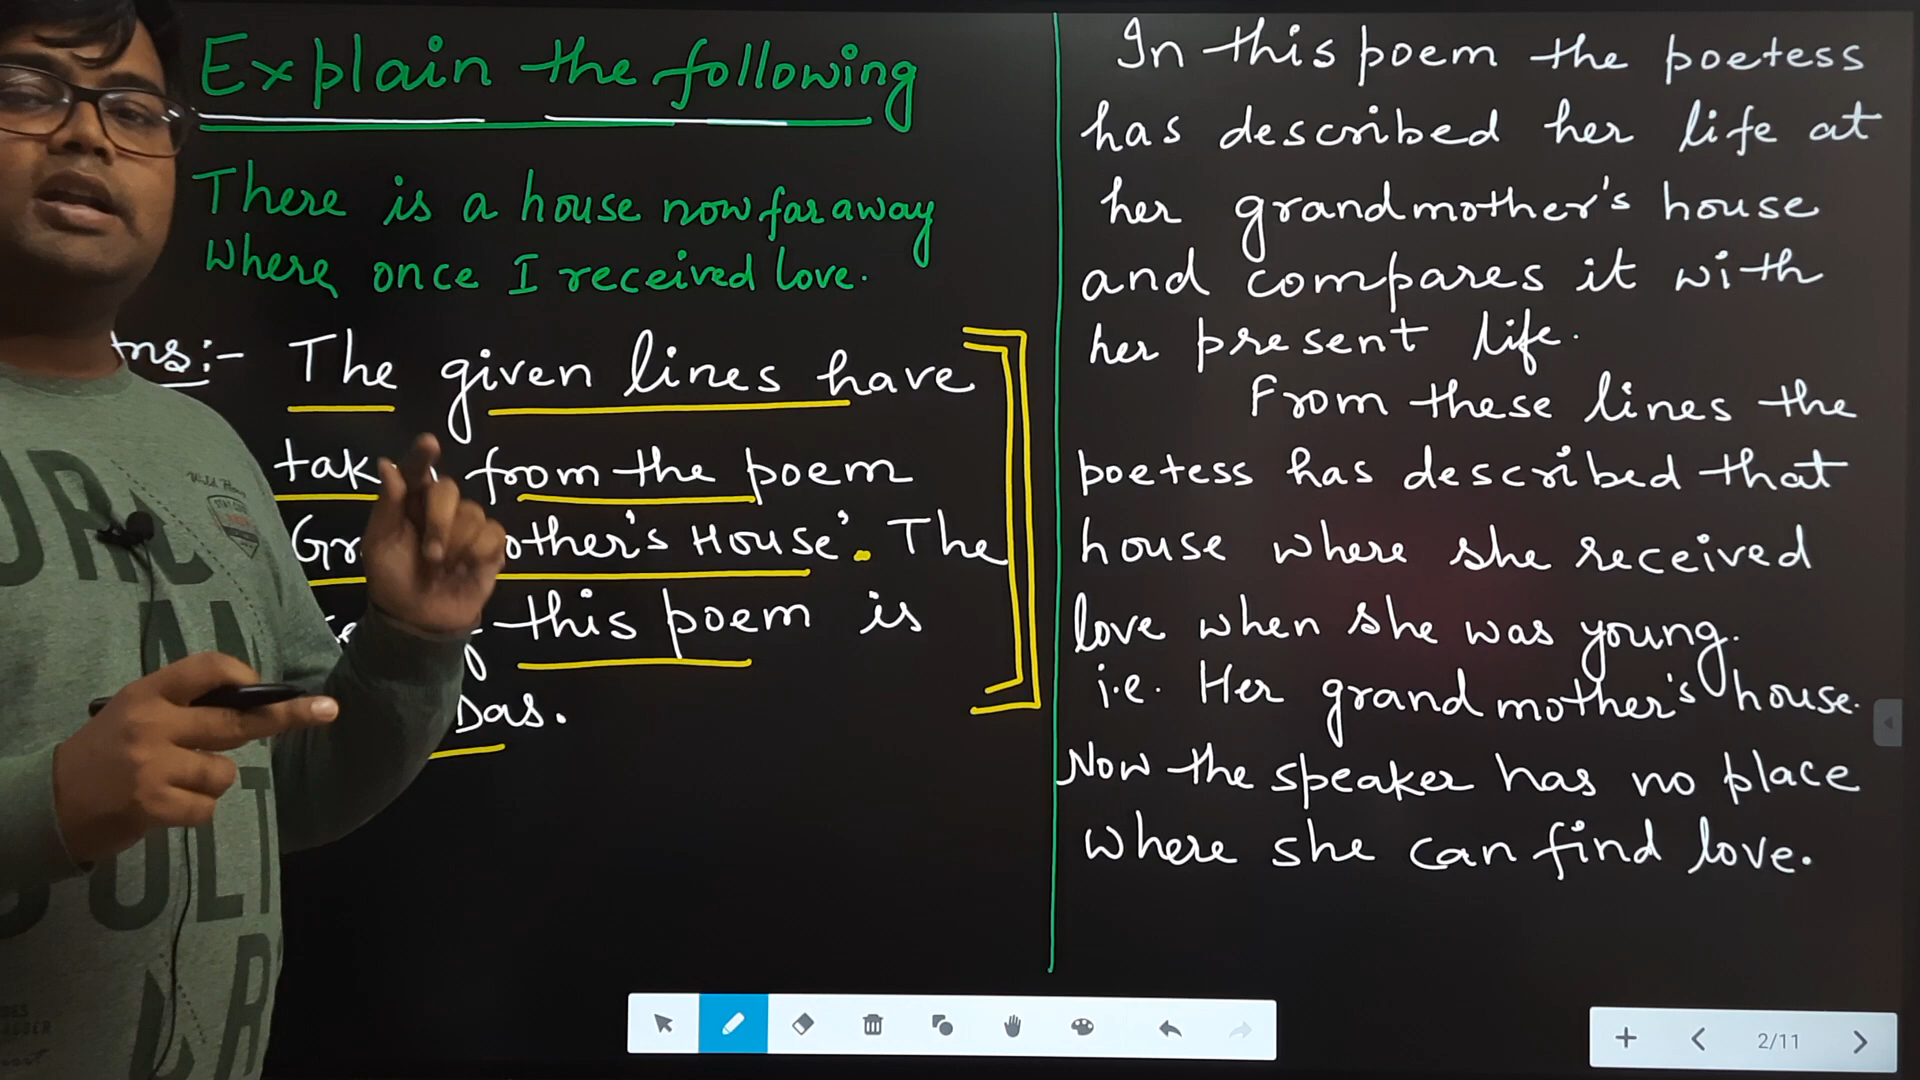 Explain the following
There is a house now far away
Where once I received love.
Ans:- The given lines have
from the poem
House'. The
this poem is
Das.
In this poem the poetess
has described her life at
her grandmother's house
and compares it with
her present life.
From these lines the
poetess has described that
house where she received
love when she was young.
i.e. Her grand mother's house.
Now the speaker has no place
where she can find love.
2/11